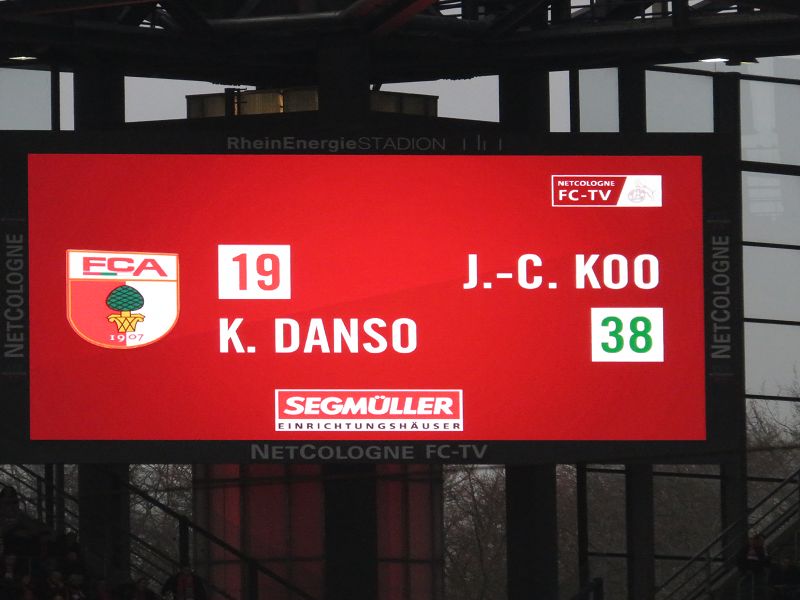 RheinEnergieSTADION
NETCOLOGNE
FC-TV
FCA
1907
19
J.-C. KOO
K. DANSO
38
SEGMÜLLER
EINRICHTUNGSHÄUSER
NETCOLOGNE FC-TV
NETCOLOGNE
NETCOLOGNE